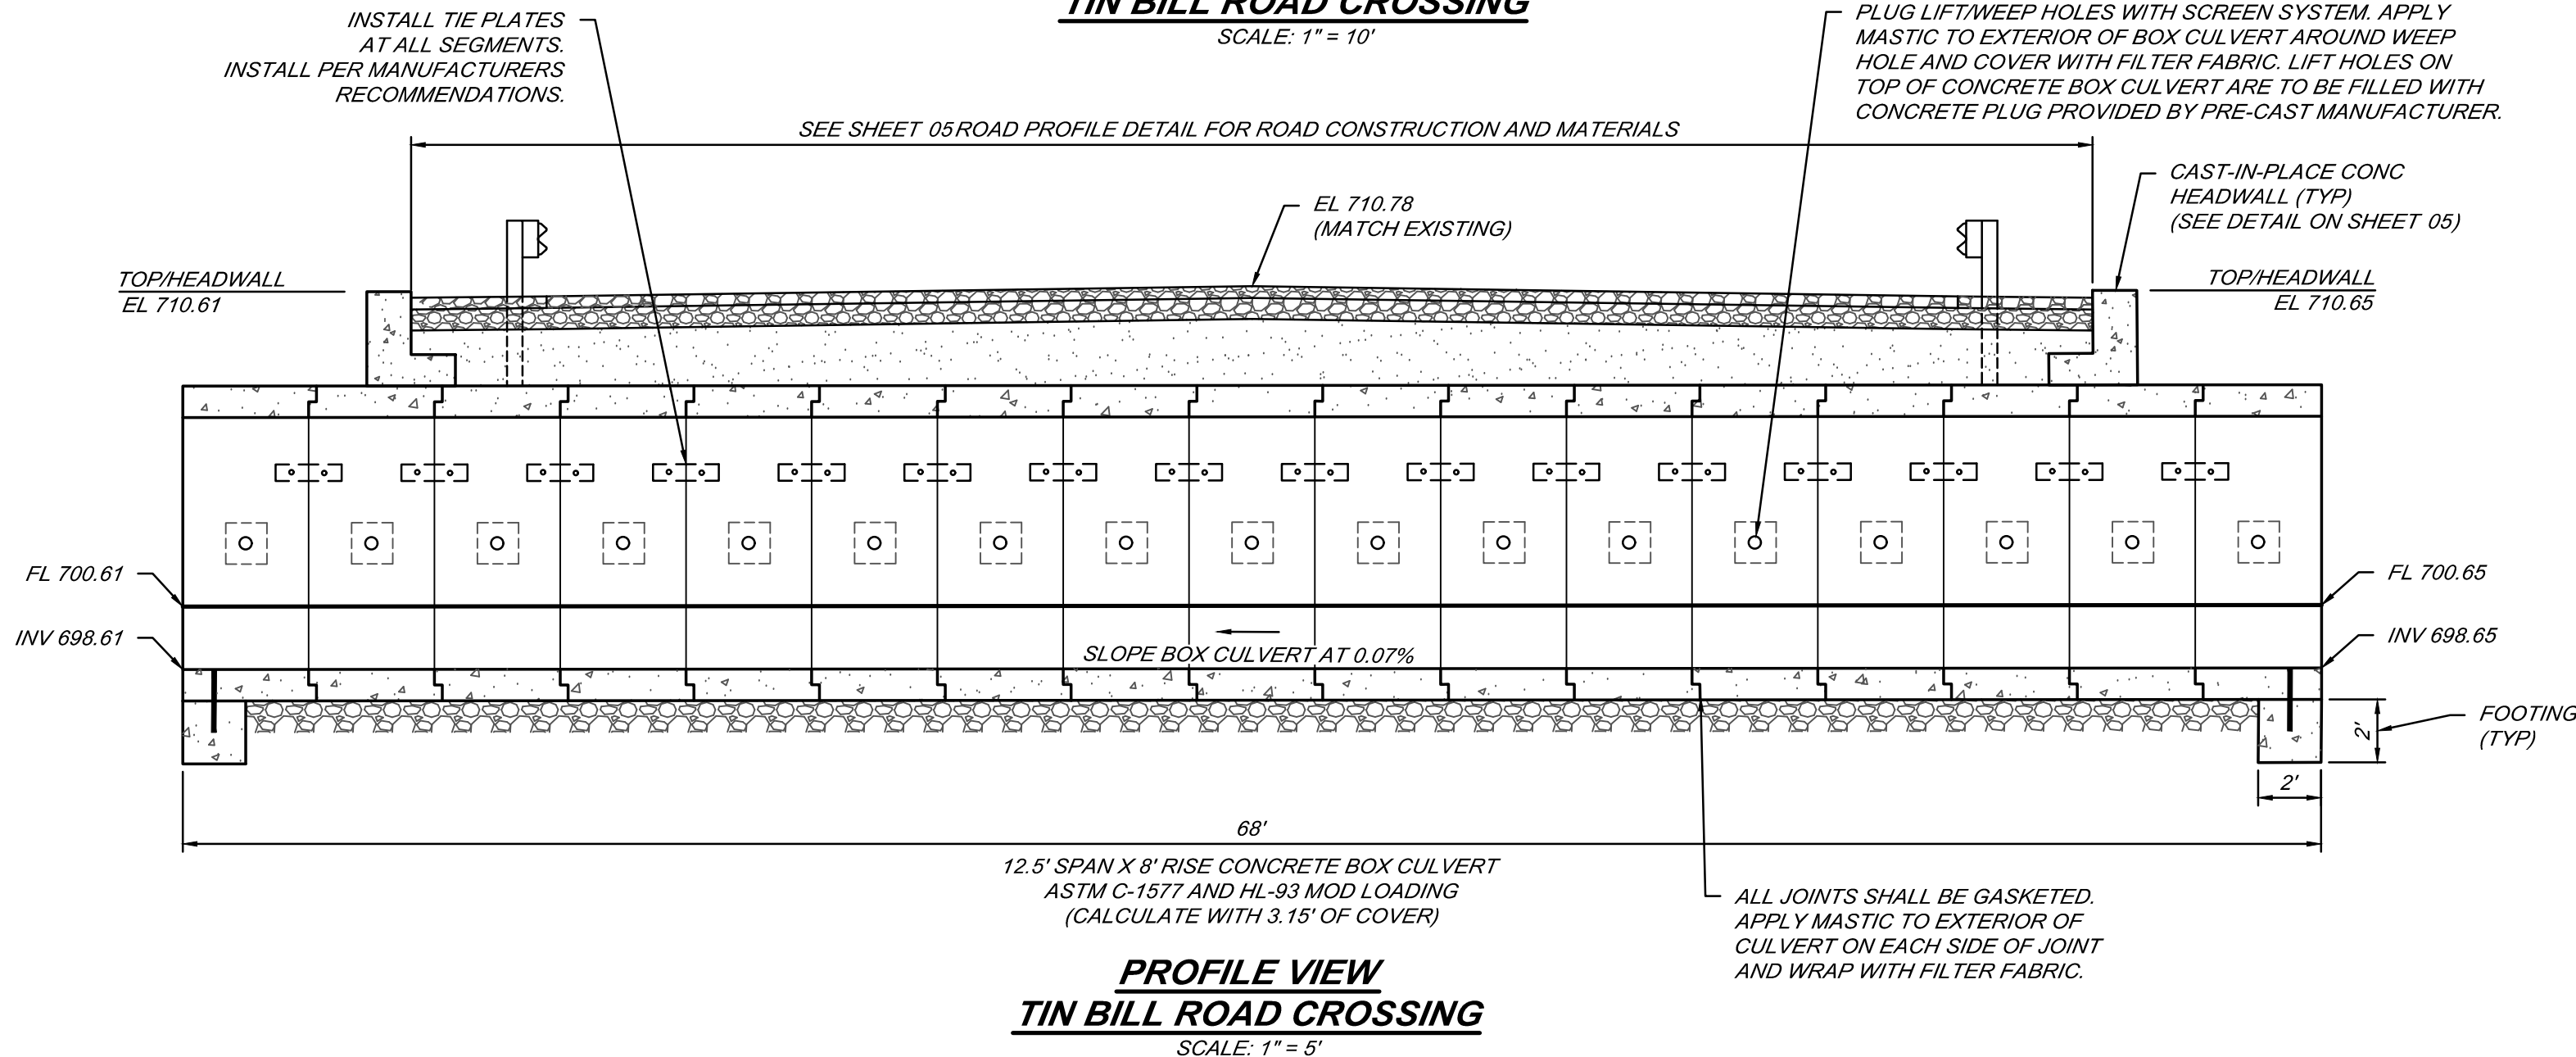 TIN BILL ROAD CROSSING
SCALE: 1" = 10'
INSTALL TIE PLATES
AT ALL SEGMENTS.
INSTALL PER MANUFACTURERS
RECOMMENDATIONS.
PLUG LIFT/WEEP HOLES WITH SCREEN SYSTEM. APPLY
MASTIC TO EXTERIOR OF BOX CULVERT AROUND WEEP
HOLE AND COVER WITH FILTER FABRIC. LIFT HOLES ON
TOP OF CONCRETE BOX CULVERT ARE TO BE FILLED WITH
CONCRETE PLUG PROVIDED BY PRE-CAST MANUFACTURER.
SEE SHEET 05 ROAD PROFILE DETAIL FOR ROAD CONSTRUCTION AND MATERIALS
CAST-IN-PLACE CONC
HEADWALL (TYP)
(SEE DETAIL ON SHEET 05)
EL 710.78
(MATCH EXISTING)
TOP/HEADWALL
EL 710.61
TOP/HEADWALL
EL 710.65
FL 700.61
FL 700.65
INV 698.61
INV 698.65
SLOPE BOX CULVERT AT 0.07%
2'
FOOTING
(TYP)
2'
68'
12.5' SPAN X 8' RISE CONCRETE BOX CULVERT
ASTM C-1577 AND HL-93 MOD LOADING
(CALCULATE WITH 3.15' OF COVER)
ALL JOINTS SHALL BE GASKETED.
APPLY MASTIC TO EXTERIOR OF
CULVERT ON EACH SIDE OF JOINT
AND WRAP WITH FILTER FABRIC.
PROFILE VIEW
TIN BILL ROAD CROSSING
SCALE: 1" = 5'